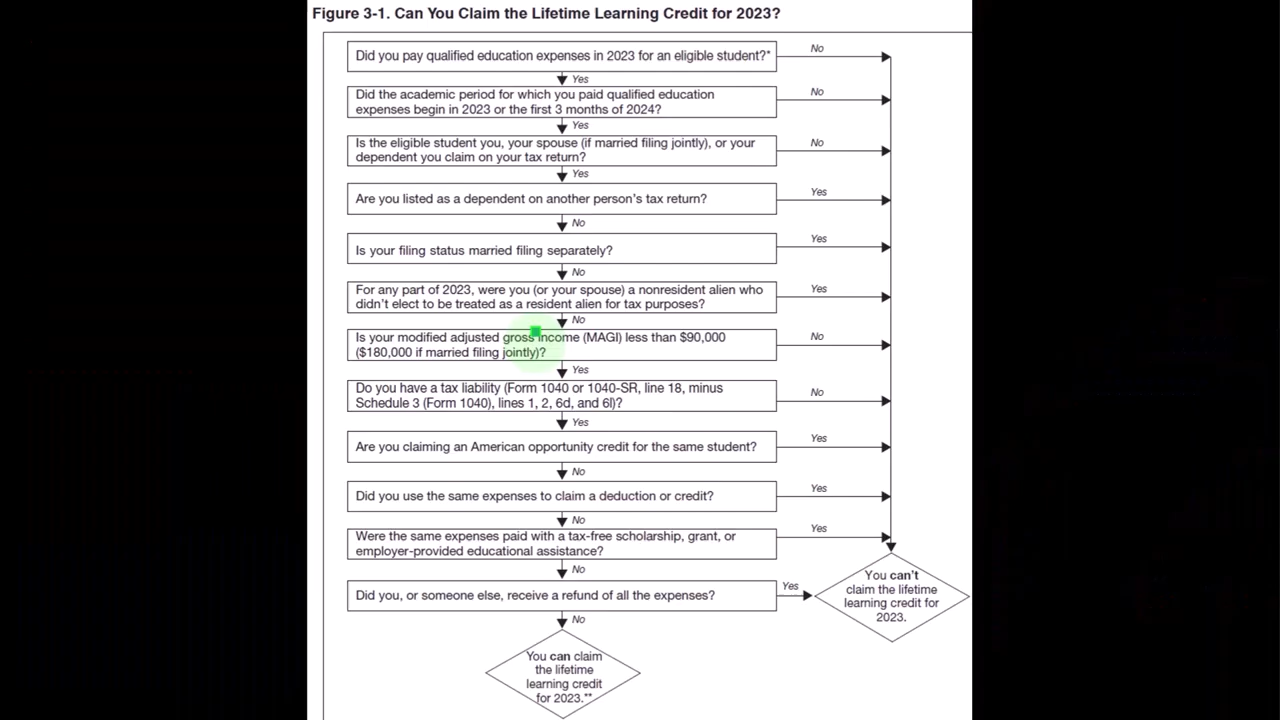 Figure 3-1. Can You Claim the Lifetime Learning Credit for 2023?
Did you pay qualified education expenses in 2023 for an eligible student?*
No
Yes
Did the academic period for which you paid qualified education
expenses begin in 2023 or the first 3 months of 2024?
No
Yes
Is the eligible student you, your spouse (if married filing jointly), or your
dependent you claim on your tax return?
No
Yes
Are you listed as a dependent on another person's tax return?
Yes
No
Is your filing status married filing separately?
Yes
No
For any part of 2023, were you (or your spouse) a nonresident alien who
didn't elect to be treated as a resident alien for tax purposes?
Yes
No
Is your modified adjusted gross income (MAGI) less than $90,000
($180,000 if married filing jointly)?
No
Yes
Do you have a tax liability (Form 1040 or 1040-SR, line 18, minus
Schedule 3 (Form 1040), lines 1, 2, 6d, and 6l)?
No
Yes
Are you claiming an American opportunity credit for the same student?
Yes
No
Did you use the same expenses to claim a deduction or credit?
Yes
No
Were the same expenses paid with a tax-free scholarship, grant, or
employer-provided educational assistance?
Yes
No
Did you, or someone else, receive a refund of all the expenses?
Yes
No
You can't
claim the lifetime
learning credit for
2023.
You can claim
the lifetime
learning credit
for 2023.**